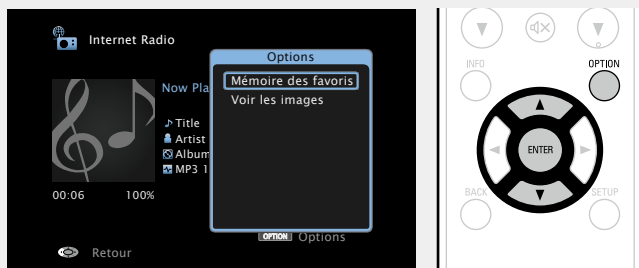 Internet Radio
Options
Mémoire des favoris
Voir les images
Now Pla
Title
Artist
Album
MP3 1
00:06
100%
OPTION Options
Retour
INFO
OPTION
ENTER
BACK
SETUP